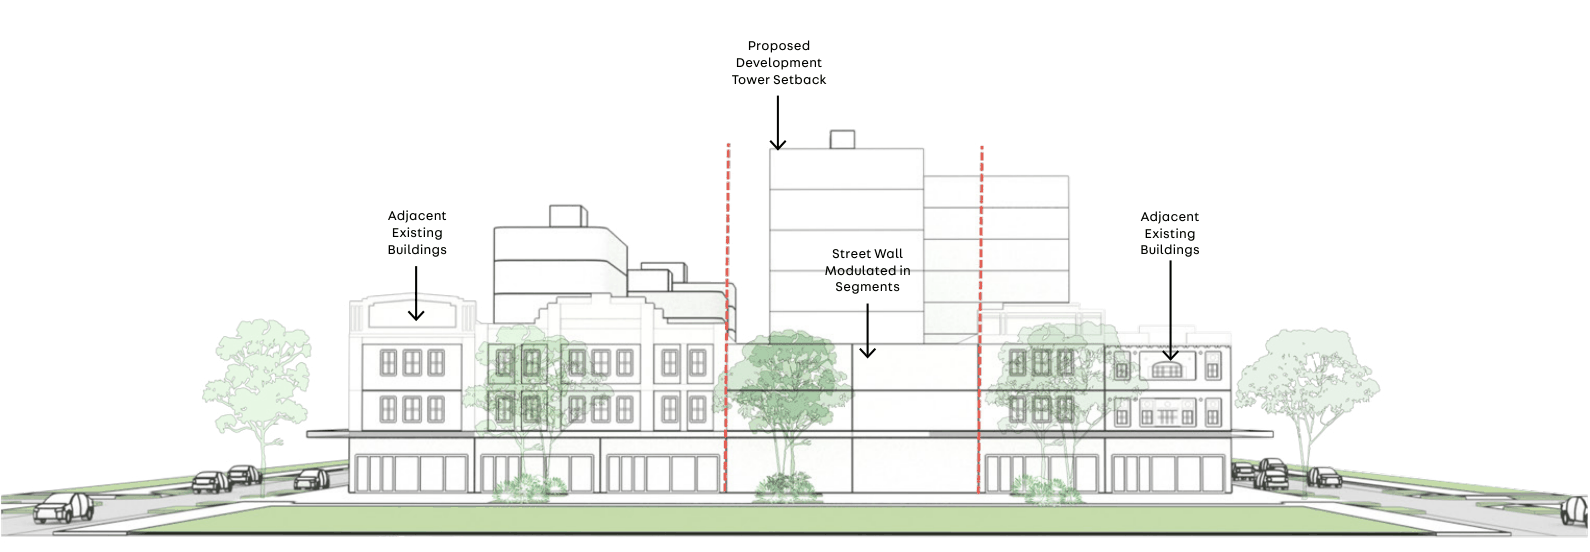 Proposed
Development
Tower Setback
Adjacent
Existing
Buildings
Street Wall
Modulated in
Segments
Adjacent
Existing
Buildings